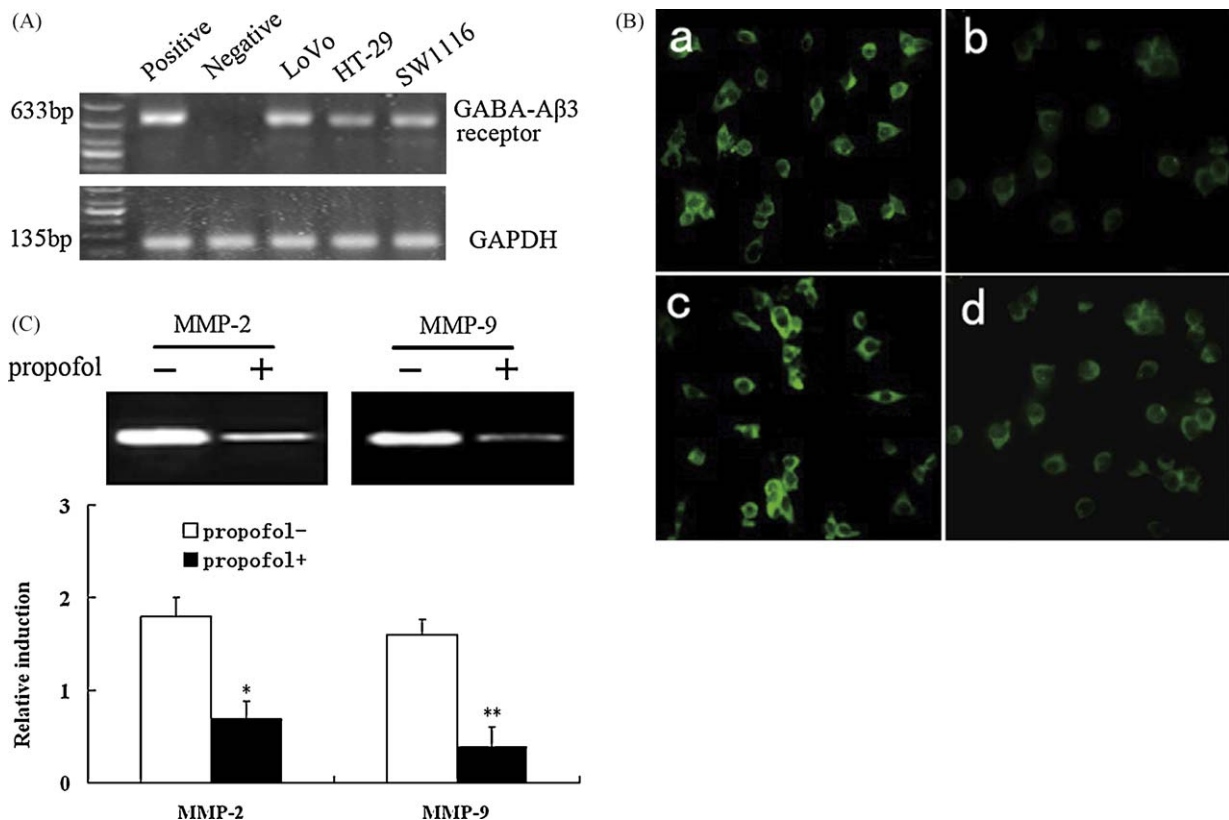 (A)
Positive Negative LoVo HT-29 SW1116
633bp
GABA-Aβ3
receptor
135bp
GAPDH
(B)
a
b
c
d
(C)
MMP-2 MMP-9
propofol − + − +
3
2
1
0
Relative induction
propofol−
propofol+
*
**
MMP-2 MMP-9